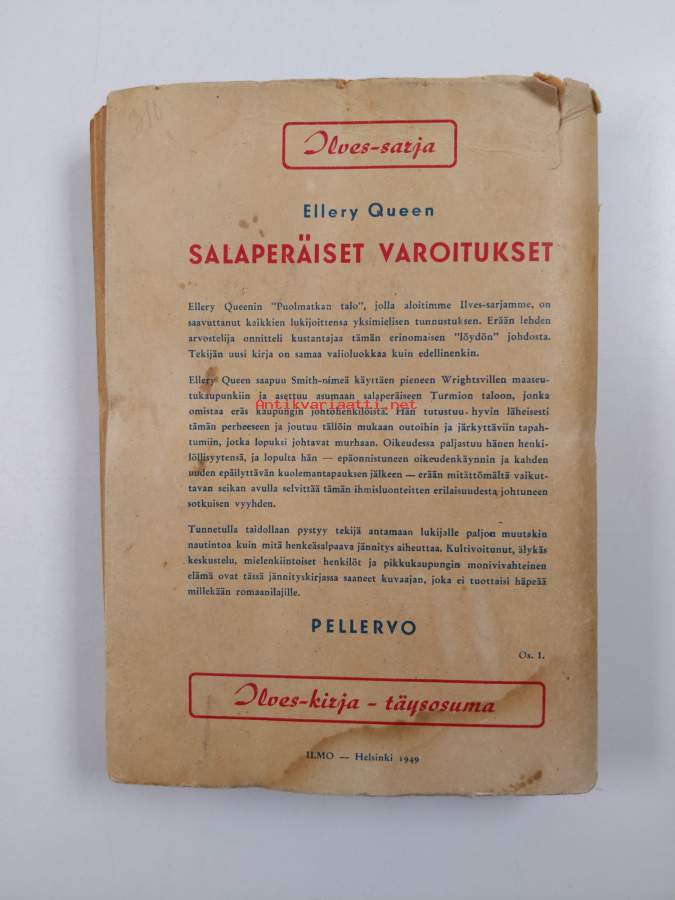 310
Ilves-sarja
Ellery Queen
SALAPERÄISET VAROITUKSET
Ellery Queenin "Puolmatkan talo", jolla aloitimme Ilves-sarjamme, on
saavuttanut kaikkien lukijoittensa yksimielisen tunnustuksen. Erään lehden
arvostelija onnitteli kustantajaa tämän erinomaisen "löydön" johdosta.
Tekijän uusi kirja on samaa valioluokkaa kuin edellinenkin.
Ellery Queen saapuu Smith-nimeä käyttäen pieneen Wrightsvillen maaseu-
tukaupunkiin ja asettuu asumaan salaperäiseen Turmion taloon, jonka
omistaa eräs kaupungin johtohenkilöistä. Hän tutustuu hyvin läheisesti
Antikvariaatti.net
tämän perheeseen ja joutuu tällöin mukaan outoihin ja järkyttäviin tapah-
tumiin, jotka lopuksi johtavat murhaan. Oikeudessa paljastuu hänen henki-
löllisyytensä, ja lopulta hän — epäonnistuneen oikeudenkäynnin ja kahden
uuden epäilyttävän kuolemantapauksen jälkeen — erään mitättömältä vaikut-
tavan seikan avulla selvittää tämän ihmisluonteitten erilaisuudesta johtuneen
sotkuisen vyyhden.
Tunnetulla taidollaan pystyy tekijä antamaan lukijalle paljon muutakin
nautintoa kuin mitä henkeäsalpaava jännitys aiheuttaa. Kultivoitunut, älykäs
keskustelu, mielenkiintoiset henkilöt ja pikkukaupungin monivivahteinen
elämä ovat tässä jännityskirjassa saaneet kuvaajan, joka ei tuottaisi häpeää
millekään romaanilajille.
PELLERVO
Os. 1.
Ilves-kirja - täysosuma
ILMO — Helsinki 1949